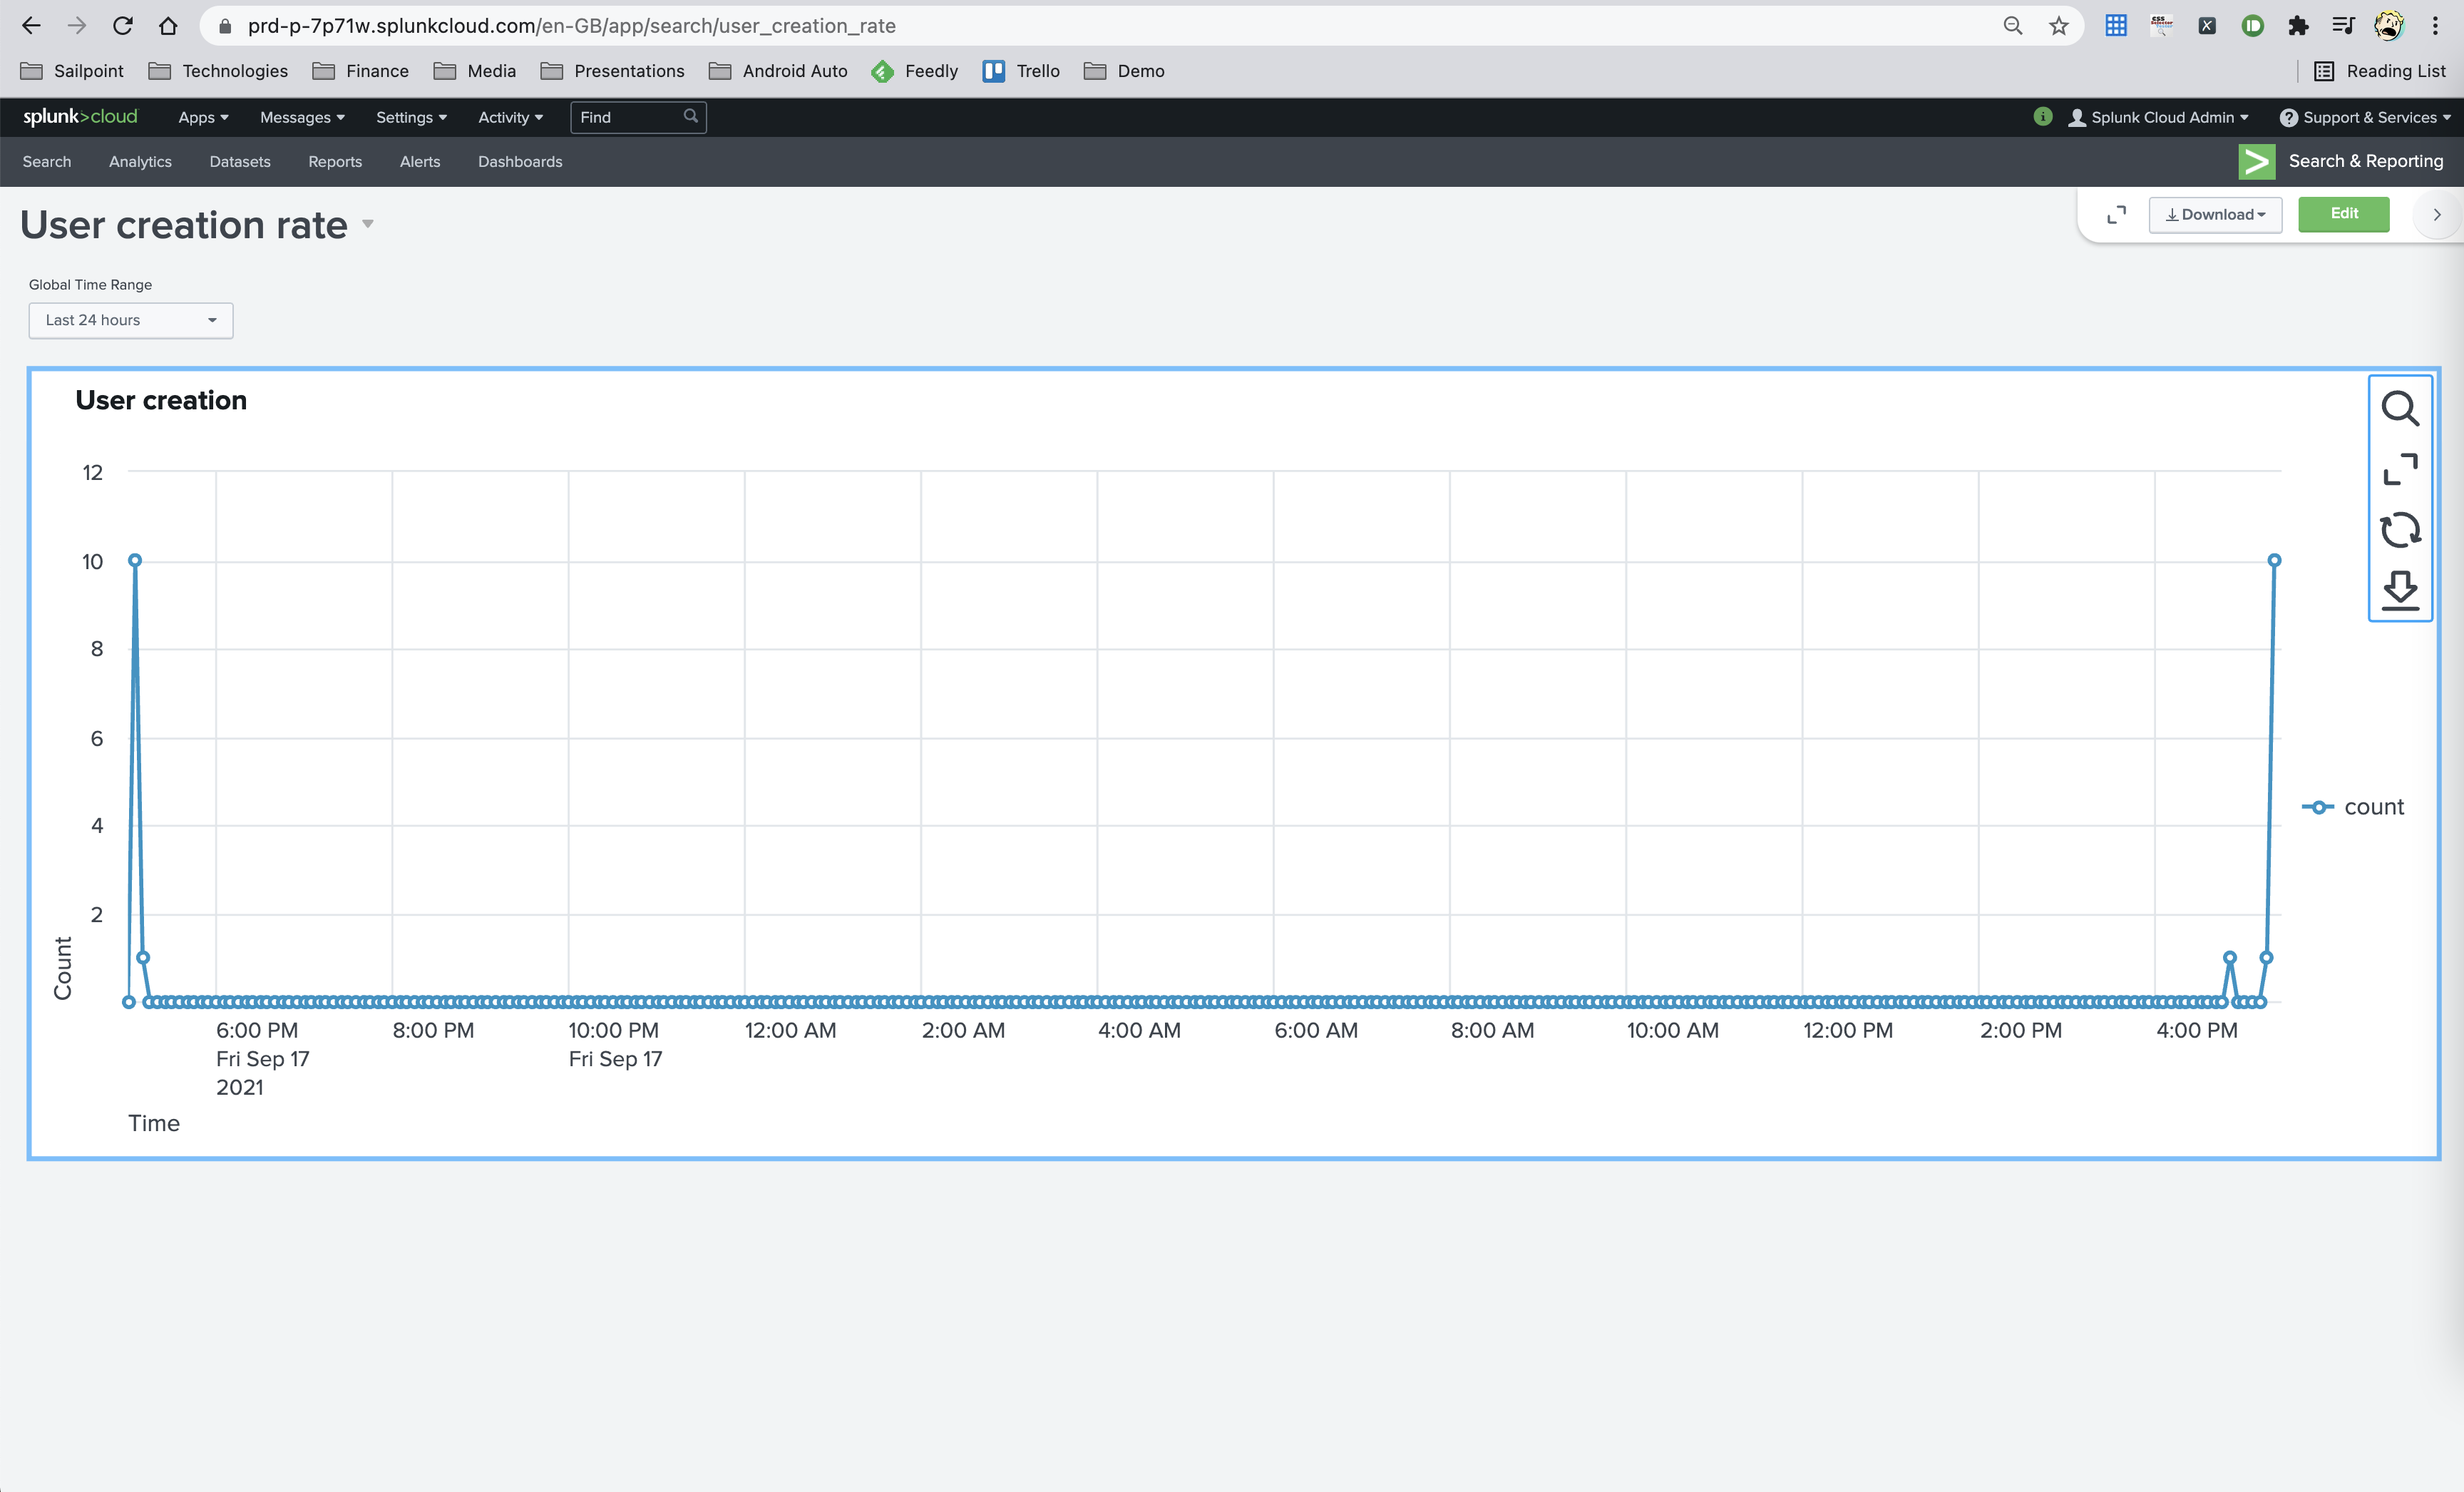 prd-p-7p71w.splunkcloud.com/en-GB/app/search/user_creation_rate
Sailpoint Technologies Finance Media Presentations Android Auto Feedly Trello Demo Reading List
splunk>cloud Apps Messages Settings Activity Find i Splunk Cloud Admin ? Support & Services
Search Analytics Datasets Reports Alerts Dashboards > Search & Reporting
User creation rate Download Edit
Global Time Range
Last 24 hours
User creation
12
10
8
6
4
2
Count
count
6:00 PM 8:00 PM 10:00 PM 12:00 AM 2:00 AM 4:00 AM 6:00 AM 8:00 AM 10:00 AM 12:00 PM 2:00 PM 4:00 PM
Fri Sep 17 Fri Sep 17
2021
Time